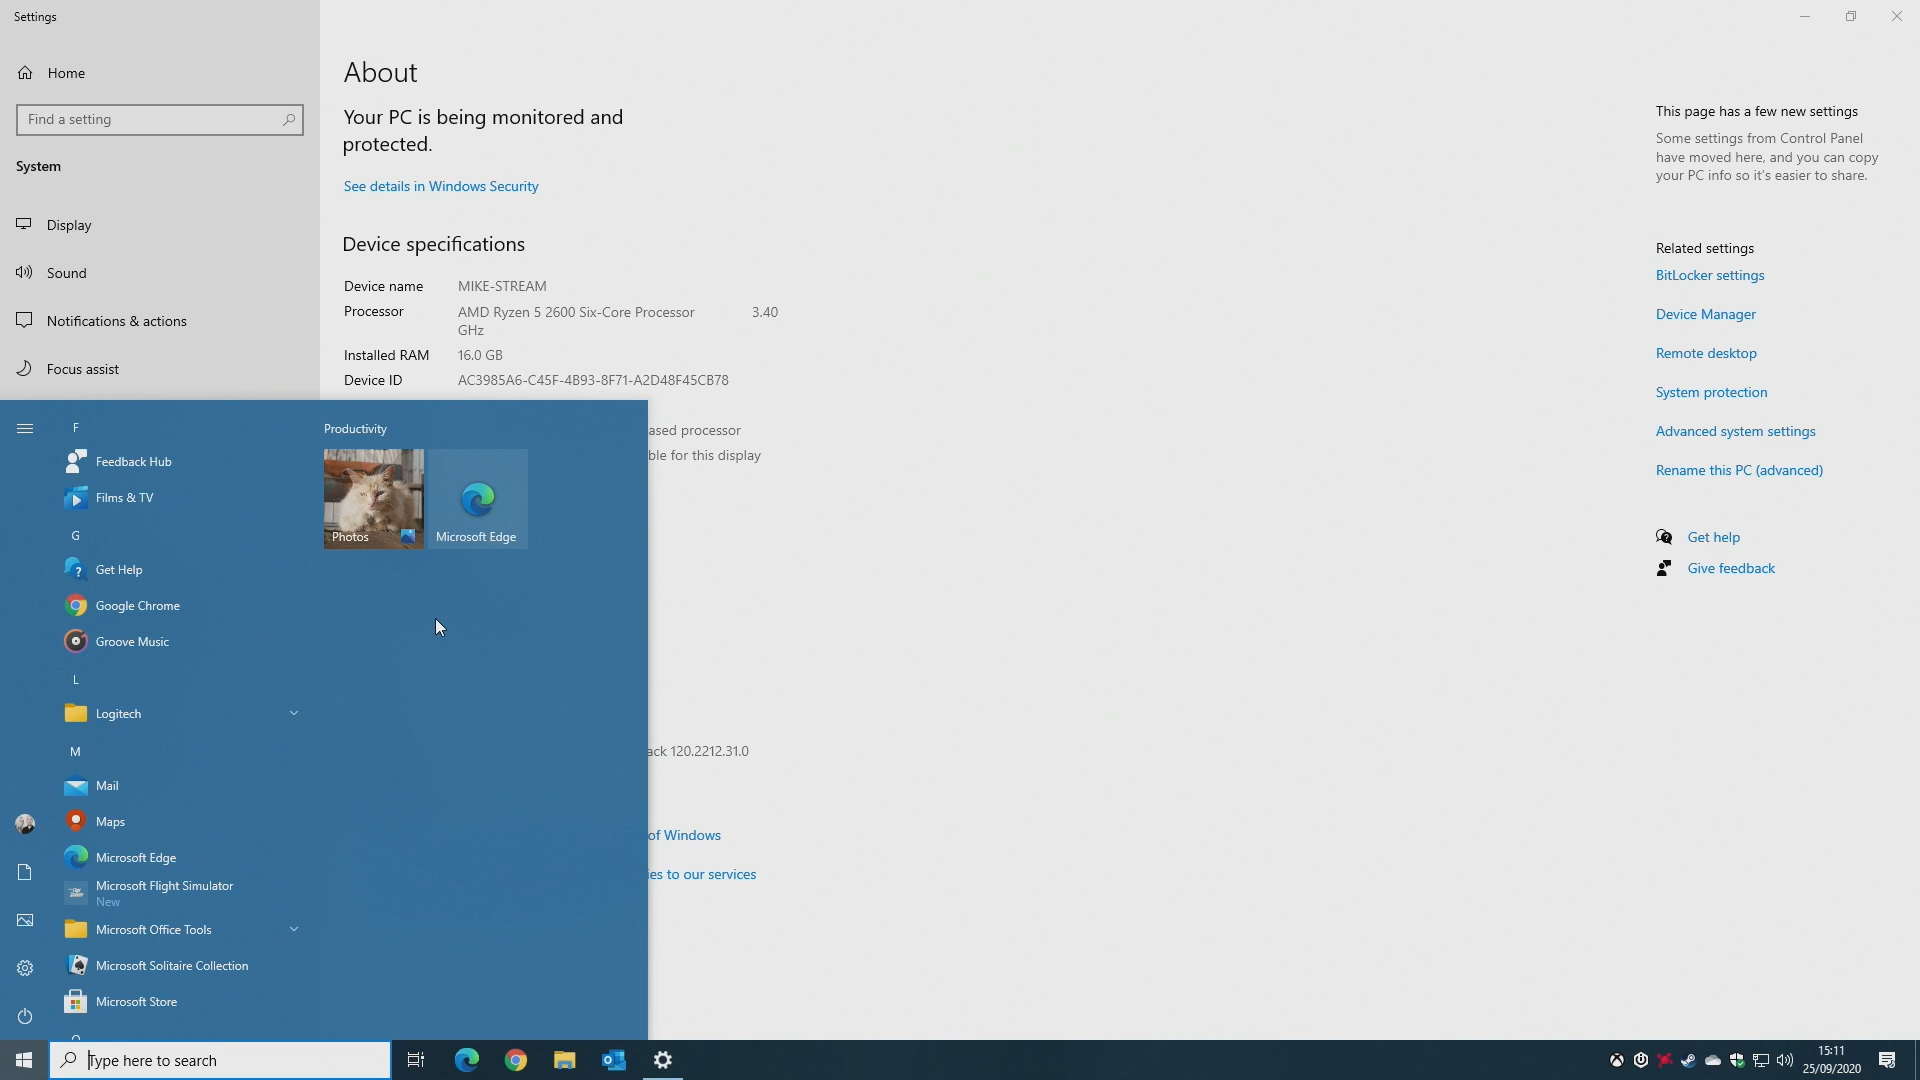 Settings
Home
Find a setting
System
Display
Sound
Notifications & actions
Focus assist
About
Your PC is being monitored and
protected.
See details in Windows Security
Device specifications
Device name MIKE-STREAM
Processor AMD Ryzen 5 2600 Six-Core Processor 3.40
GHz
Installed RAM 16.0 GB
Device ID AC3985A6-C45F-4B93-8F71-A2D48F45CB78
ased processor
ble for this display
ack 120.2212.31.0
of Windows
ies to our services
This page has a few new settings
Some settings from Control Panel
have moved here, and you can copy
your PC info so it's easier to share.
Related settings
BitLocker settings
Device Manager
Remote desktop
System protection
Advanced system settings
Rename this PC (advanced)
Get help
Give feedback
F
Feedback Hub
Films & TV
G
Get Help
Google Chrome
Groove Music
L
Logitech
M
Mail
Maps
Microsoft Edge
Microsoft Flight Simulator
New
Microsoft Office Tools
Microsoft Solitaire Collection
Microsoft Store
Productivity
Photos
Microsoft Edge
Type here to search
15:11
25/09/2020